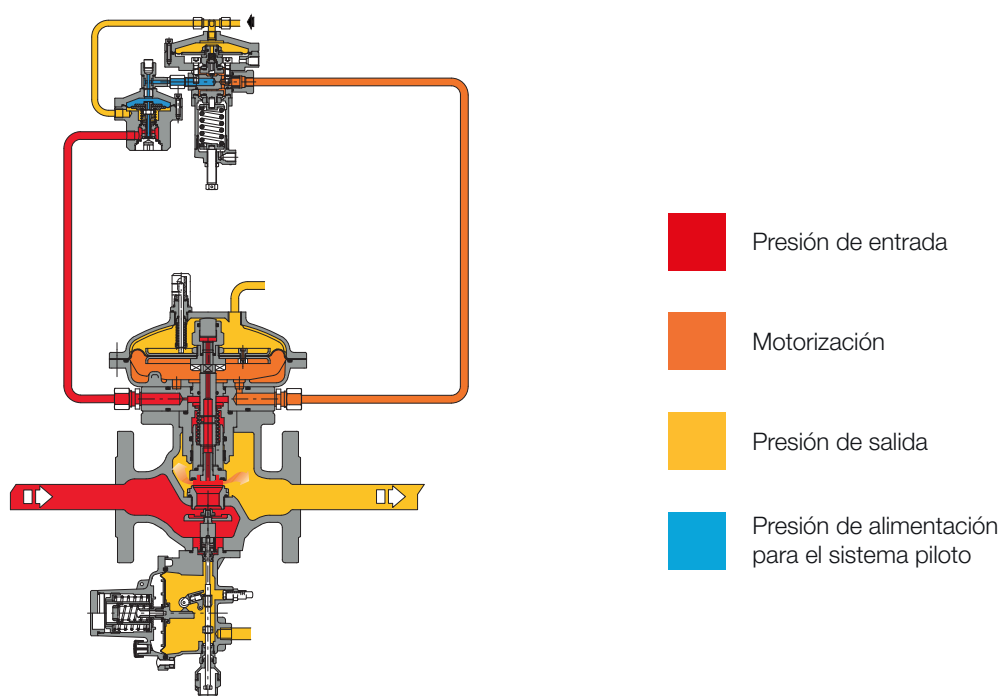 Presión de entrada
Motorización
Presión de salida
Presión de alimentación
para el sistema piloto